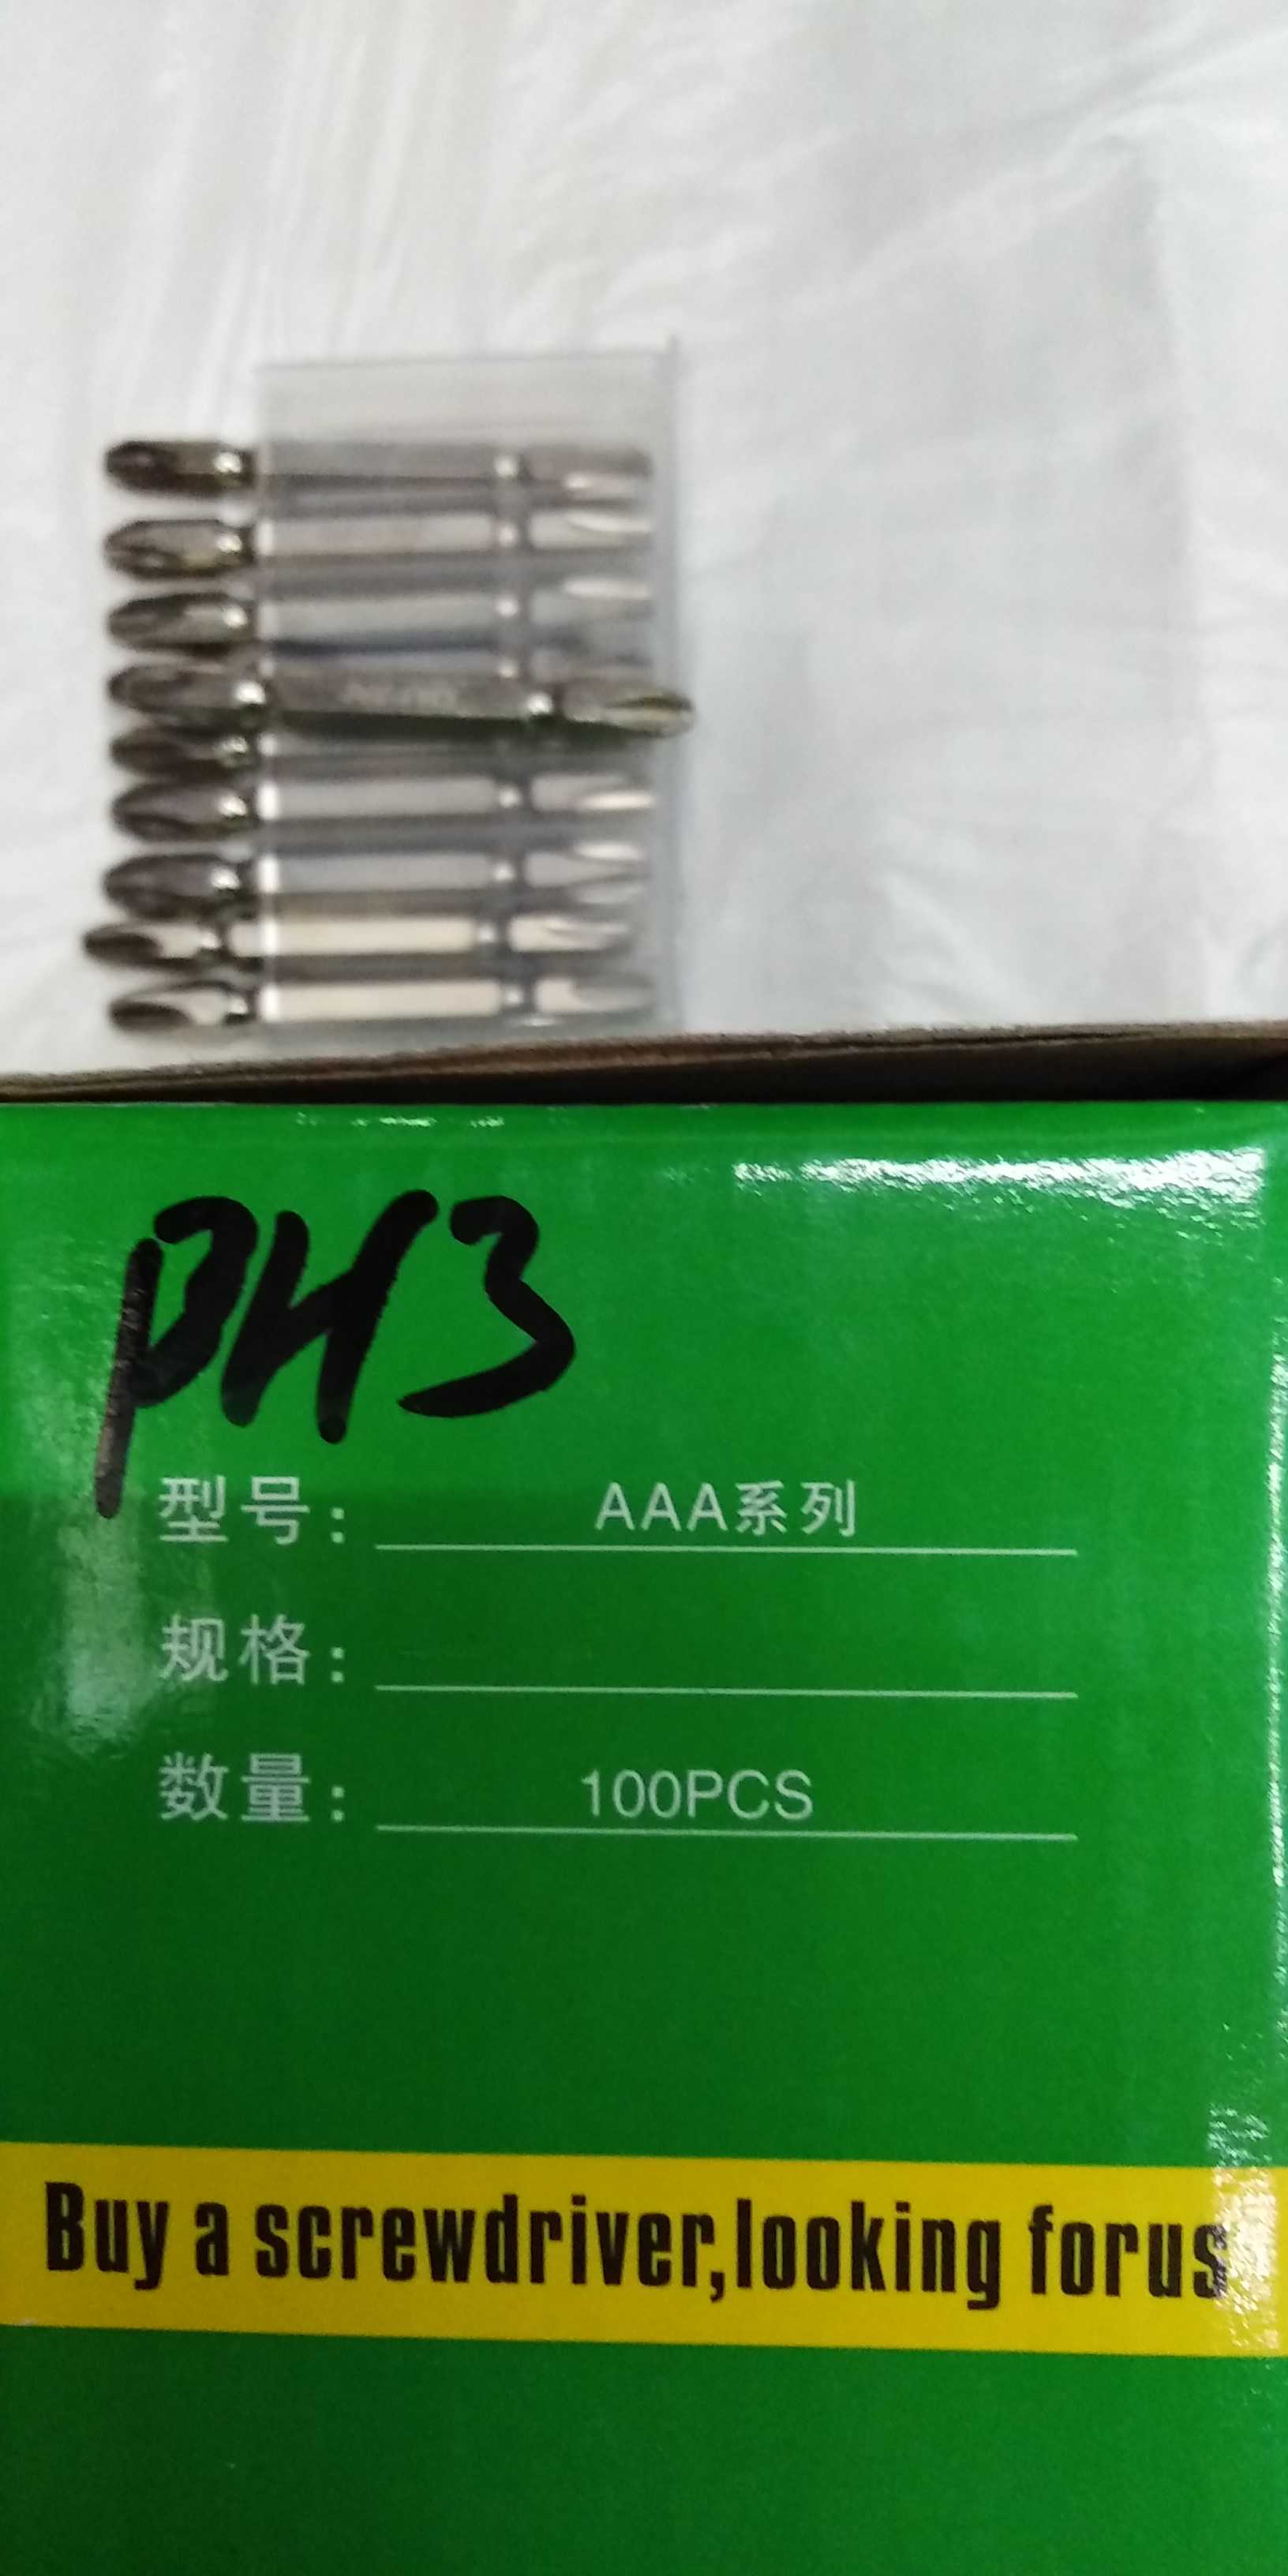 PH3
型号: AAA系列
规格:
数量: 100PCS
Buy a screwdriver,looking forus